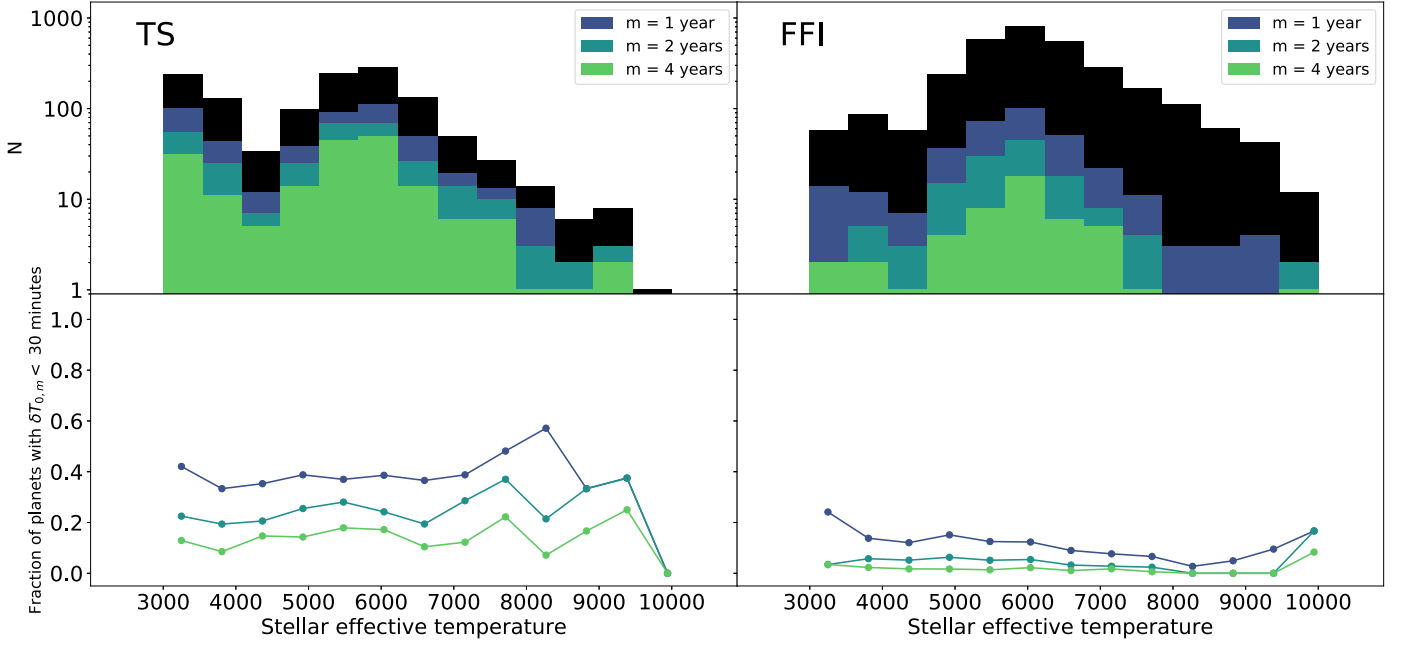 TS
m = 1 year
m = 2 years
m = 4 years
FFI
m = 1 year
m = 2 years
m = 4 years
1000
100
10
1
N
1.0
0.8
0.6
0.4
0.2
0.0
Fraction of planets with δT₀,ₘ < 30 minutes
3000 4000 5000 6000 7000 8000 9000 10000
3000 4000 5000 6000 7000 8000 9000 10000
Stellar effective temperature
Stellar effective temperature